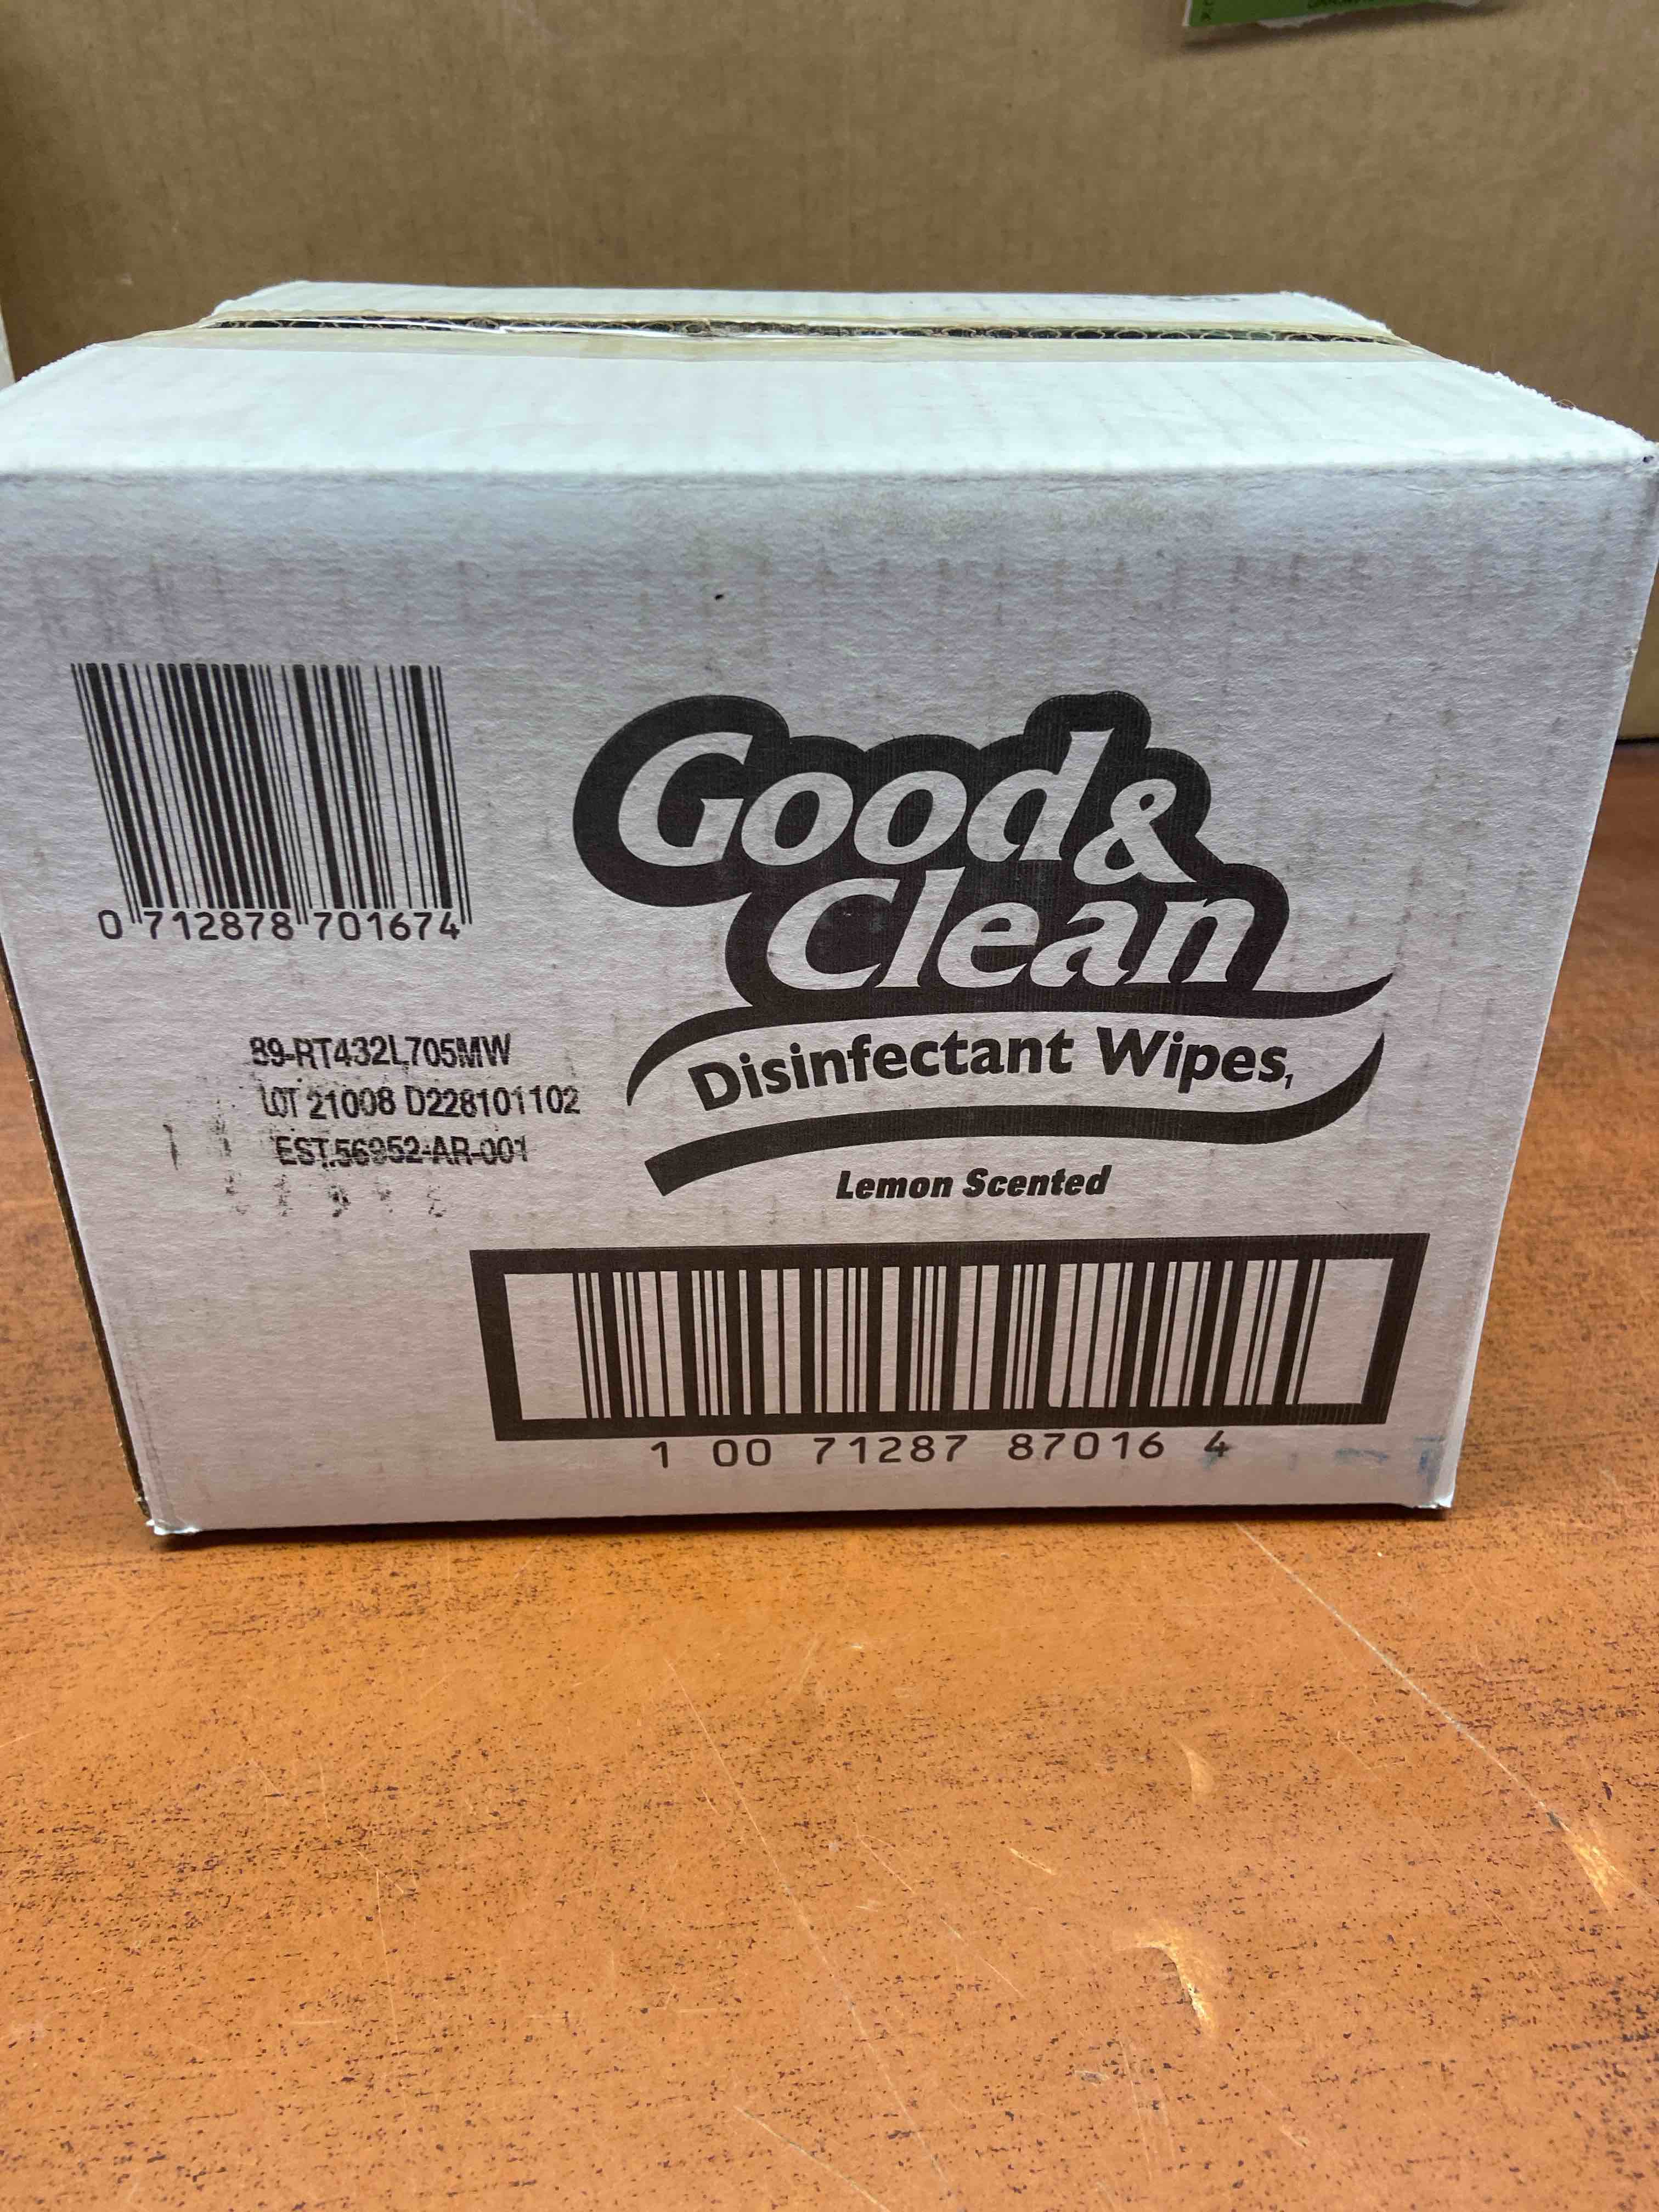 0 712878 701674
Good &
Clean
Disinfectant Wipes,
89-RT432L705MW
LOT 21008 D228101102
EST.56952-AR-001
Lemon Scented
1 00 71287 87016 4